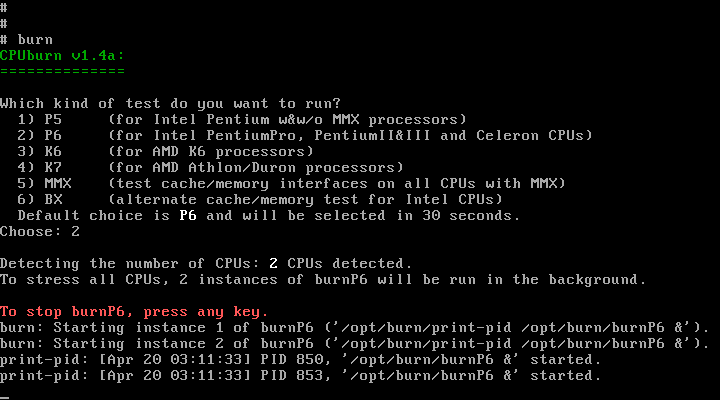 #
#
# burn
CPUburn v1.4a:
==============
Which kind of test do you want to run?
1) P5     (for Intel Pentium w&w/o MMX processors)
2) P6     (for Intel PentiumPro, PentiumII&III and Celeron CPUs)
3) K6     (for AMD K6 processors)
4) K7     (for AMD Athlon/Duron processors)
5) MMX    (test cache/memory interfaces on all CPUs with MMX)
6) BX     (alternate cache/memory test for Intel CPUs)
Default choice is P6 and will be selected in 30 seconds.
Choose: 2
Detecting the number of CPUs: 2 CPUs detected.
To stress all CPUs, 2 instances of burnP6 will be run in the background.
To stop burnP6, press any key.
burn: Starting instance 1 of burnP6 ('/opt/burn/print-pid /opt/burn/burnP6 &').
burn: Starting instance 2 of burnP6 ('/opt/burn/print-pid /opt/burn/burnP6 &').
print-pid: [Apr 20 03:11:33] PID 850, '/opt/burn/burnP6 &' started.
print-pid: [Apr 20 03:11:33] PID 853, '/opt/burn/burnP6 &' started.